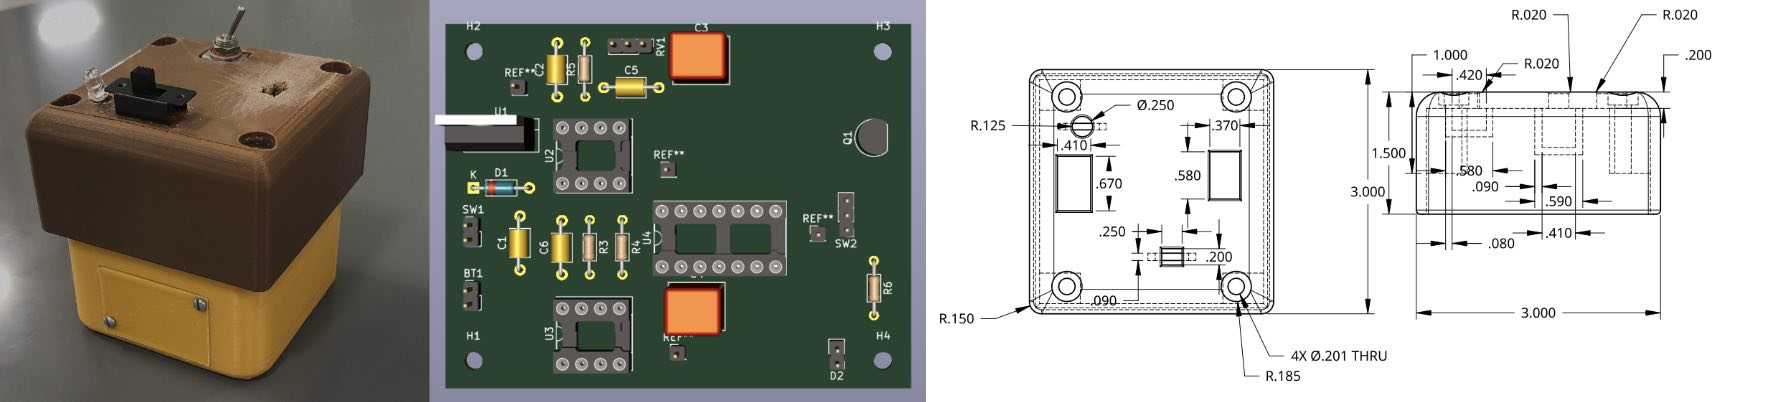 H2
H3
C3
RV1
REF**
C2
R5
C5
U1
U2
Q1
REF**
K
D1
SW1
C1
C6
R3
R4
U4
REF**
SW2
BT1
R6
U3
H1
H4
D2
Ø.250
R.125
.370
.410
.670
.580
.250
.200
.090
R.150
3.000
4X Ø.201 THRU
R.185
R.020
R.020
1.000
.420
R.020
.200
1.500
.580
.090
.590
.410
.080
3.000